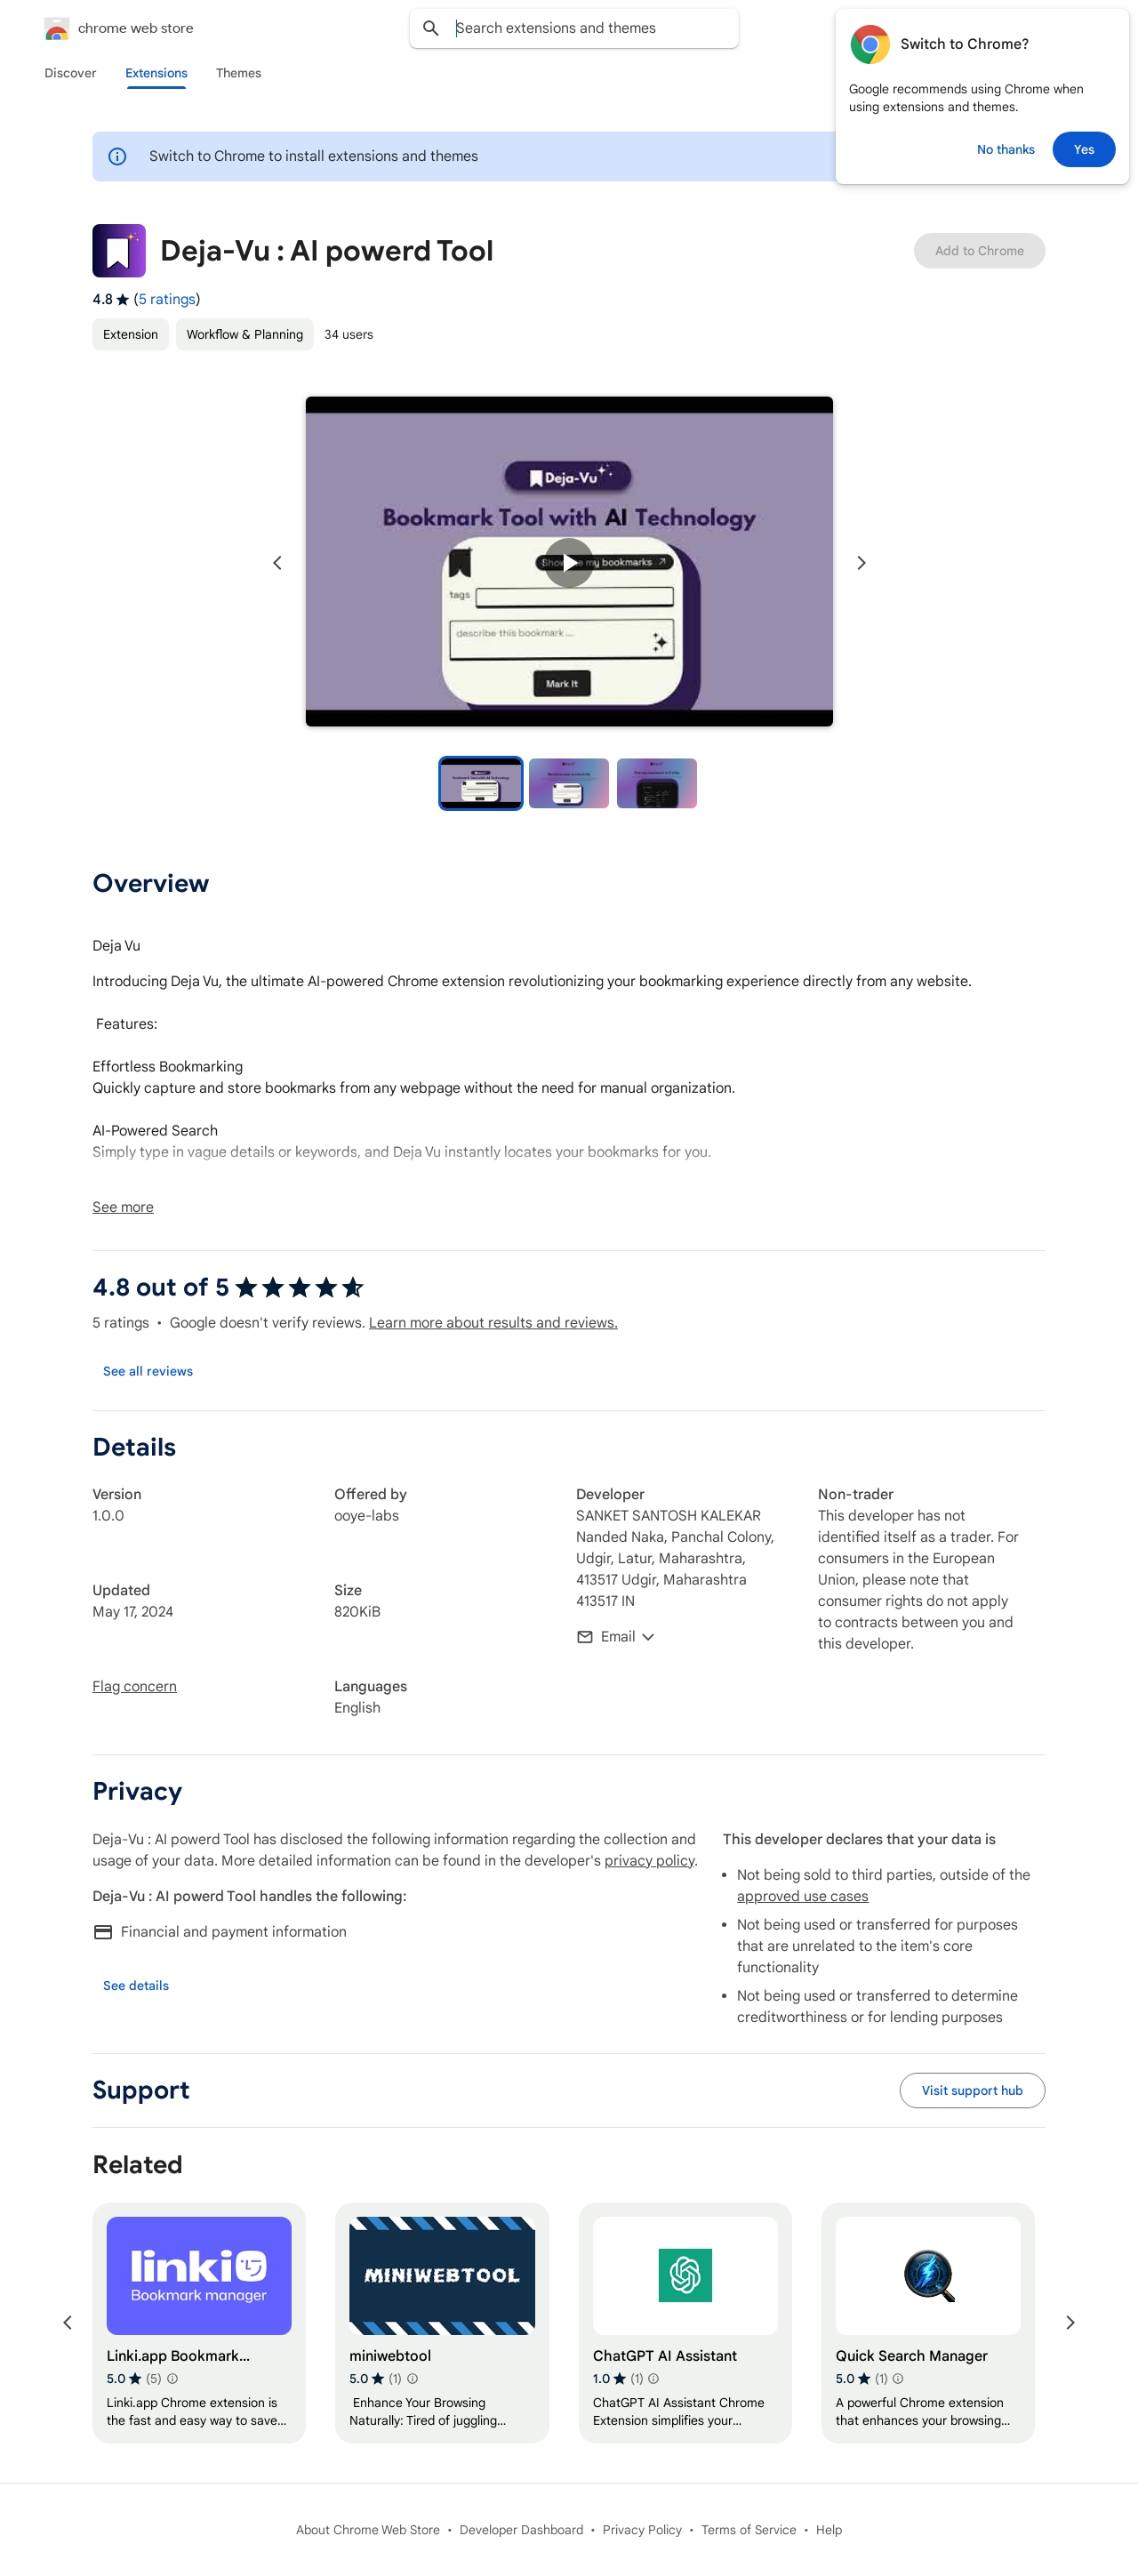 chrome web store
Search extensions and themes
Switch to Chrome?
Google recommends using Chrome when
using extensions and themes.
No thanks
Yes
Discover
Extensions
Themes
Switch to Chrome to install extensions and themes
Deja-Vu : AI powerd Tool
Add to Chrome
4.8 ★ (5 ratings)
Extension
Workflow & Planning
34 users
Deja-Vu
Bookmark Tool with AI Technology
my bookmarks
tags
describe this bookmark ...
Mark It
Overview
Deja Vu
Introducing Deja Vu, the ultimate AI-powered Chrome extension revolutionizing your bookmarking experience directly from any website.
Features:
Effortless Bookmarking
Quickly capture and store bookmarks from any webpage without the need for manual organization.
AI-Powered Search
Simply type in vague details or keywords, and Deja Vu instantly locates your bookmarks for you.
See more
4.8 out of 5
5 ratings • Google doesn't verify reviews. Learn more about results and reviews.
See all reviews
Details
Version
1.0.0
Offered by
ooye-labs
Developer
SANKET SANTOSH KALEKAR
Nanded Naka, Panchal Colony,
Udgir, Latur, Maharashtra,
413517 Udgir, Maharashtra
413517 IN
Email
Non-trader
This developer has not
identified itself as a trader. For
consumers in the European
Union, please note that
consumer rights do not apply
to contracts between you and
this developer.
Updated
May 17, 2024
Size
820KiB
Flag concern
Languages
English
Privacy
Deja-Vu : AI powerd Tool has disclosed the following information regarding the collection and
usage of your data. More detailed information can be found in the developer's privacy policy.
Deja-Vu : AI powerd Tool handles the following:
Financial and payment information
See details
This developer declares that your data is
• Not being sold to third parties, outside of the
approved use cases
• Not being used or transferred for purposes
that are unrelated to the item's core
functionality
• Not being used or transferred to determine
creditworthiness or for lending purposes
Support
Visit support hub
Related
linki
Bookmark manager
Linki.app Bookmark...
5.0 ★ (5)
Linki.app Chrome extension is
the fast and easy way to save...
MINIWEBTOOL
miniwebtool
5.0 ★ (1)
Enhance Your Browsing
Naturally: Tired of juggling...
ChatGPT AI Assistant
1.0 ★ (1)
ChatGPT AI Assistant Chrome
Extension simplifies your...
Quick Search Manager
5.0 ★ (1)
A powerful Chrome extension
that enhances your browsing...
About Chrome Web Store • Developer Dashboard • Privacy Policy • Terms of Service • Help